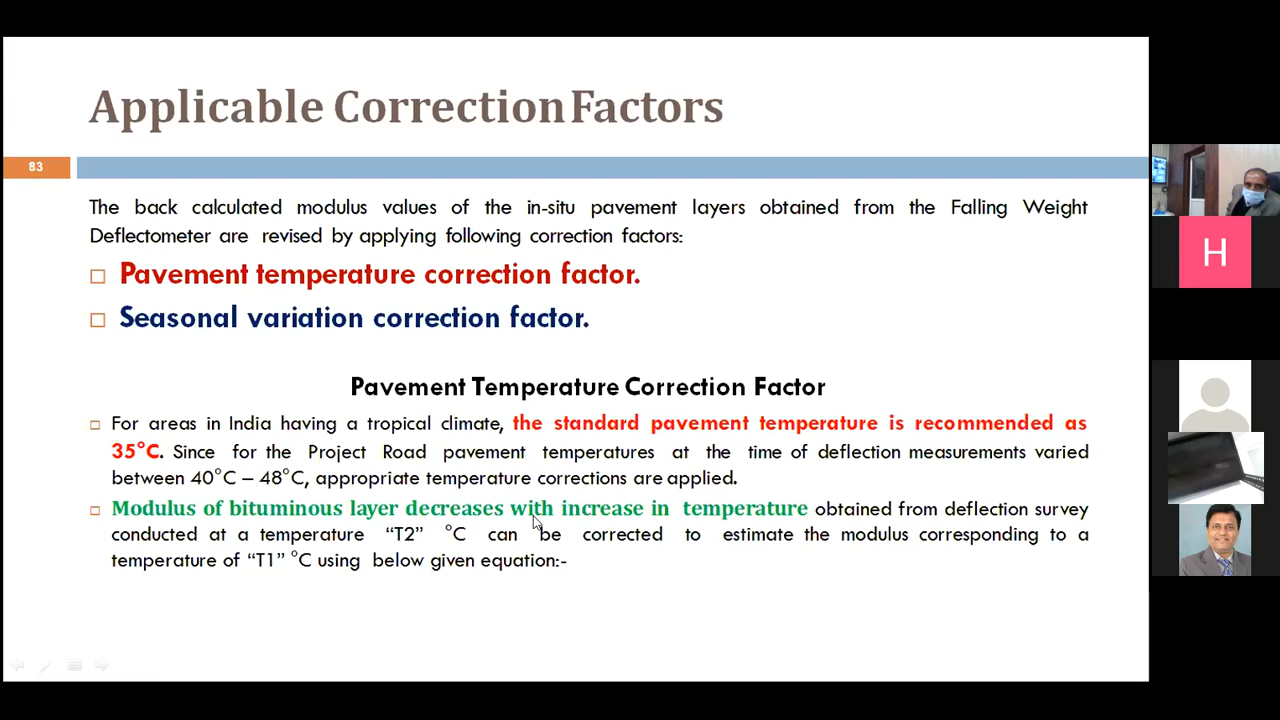 Applicable Correction Factors
83
The back calculated modulus values of the in-situ pavement layers obtained from the Falling Weight
Deflectometer are revised by applying following correction factors:
Pavement temperature correction factor.
Seasonal variation correction factor.
Pavement Temperature Correction Factor
For areas in India having a tropical climate, the standard pavement temperature is recommended as
35°C. Since for the Project Road pavement temperatures at the time of deflection measurements varied
between 40°C – 48°C, appropriate temperature corrections are applied.
Modulus of bituminous layer decreases with increase in temperature obtained from deflection survey
conducted at a temperature “T2” °C can be corrected to estimate the modulus corresponding to a
temperature of “T1” °C using below given equation:-
H